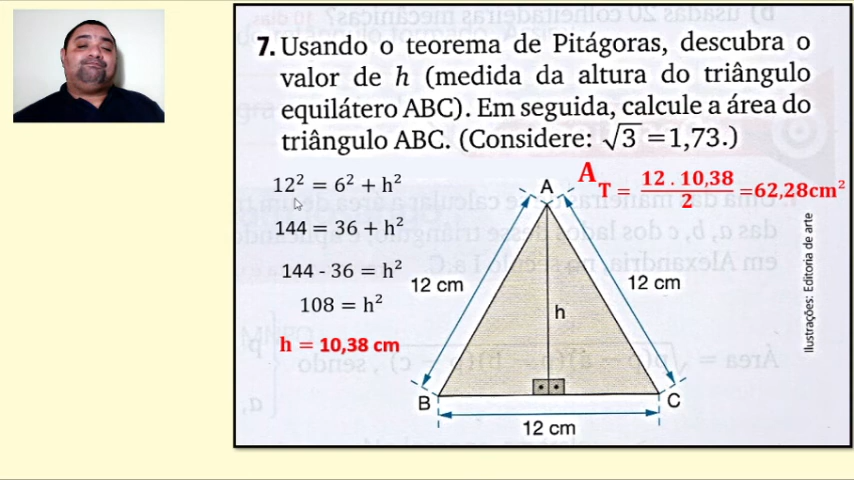 7. Usando o teorema de Pitágoras, descubra o
valor de h (medida da altura do triângulo
equilátero ABC). Em seguida, calcule a área do
triângulo ABC. (Considere: √3 = 1,73.)
12² = 6² + h²
144 = 36 + h²
144 - 36 = h²
108 = h²
h = 10,38 cm
A_T = 12 . 10,38 / 2 = 62,28cm²
A
12 cm
12 cm
h
B
C
12 cm
Ilustrações: Editoria de arte